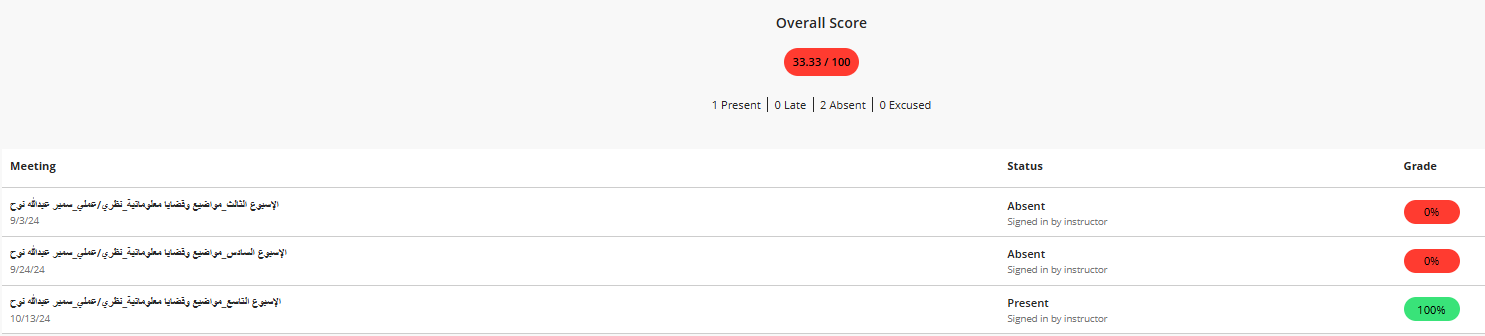 Overall Score
33.33 / 100
1 Present | 0 Late | 2 Absent | 0 Excused
Meeting Status Grade
الإسبوع الثالث_مواضيع وقضايا معلوماتية_نظري/عملي_سمير عبدالله نوح Absent 0%
9/3/24 Signed in by instructor
الإسبوع السادس_مواضيع وقضايا معلوماتية_نظري/عملي_سمير عبدالله نوح Absent 0%
9/24/24 Signed in by instructor
الإسبوع التاسع_مواضيع وقضايا معلوماتية_نظري/عملي_سمير عبدالله نوح Present 100%
10/13/24 Signed in by instructor